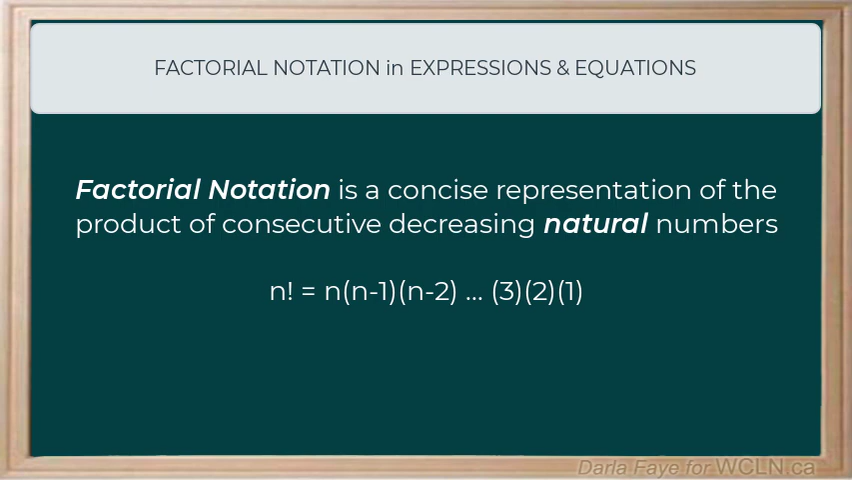 FACTORIAL NOTATION in EXPRESSIONS & EQUATIONS
Factorial Notation is a concise representation of the
product of consecutive decreasing natural numbers
n! = n(n-1)(n-2) ... (3)(2)(1)
Darla Faye for WCLN.ca